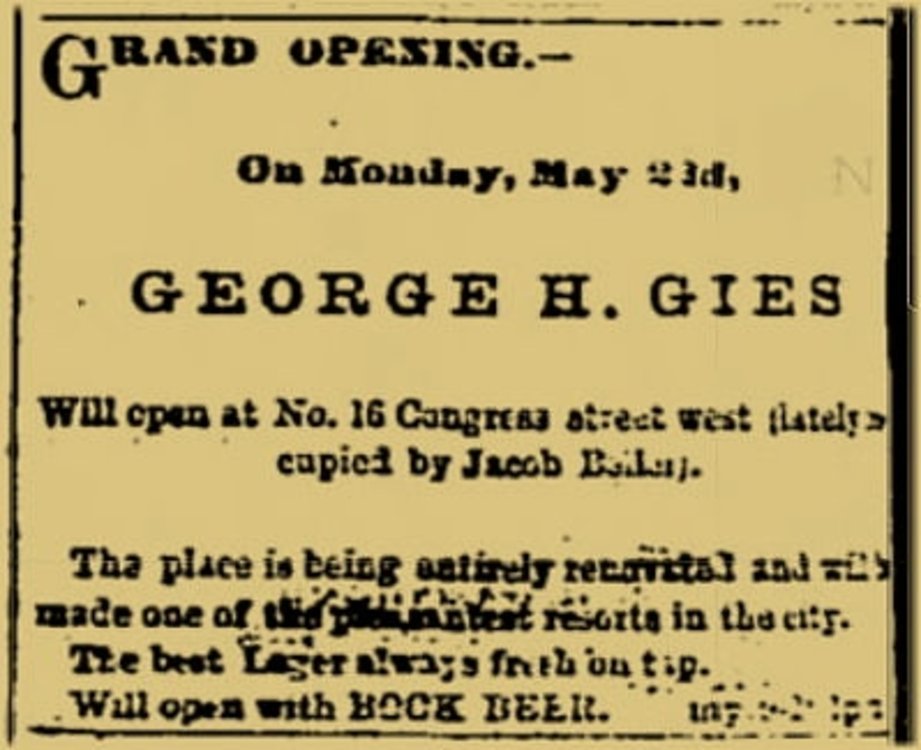 GRAND OPENING.—
On Monday, May 23d,
GEORGE H. GIES
Will open at No. 16 Congress street west (lately
cupied by Jacob
The place is being entirely renovated and will
made one of the pleasantest resorts in the city.
The best Lager always fresh on tap.
Will open with BOCK BEER.